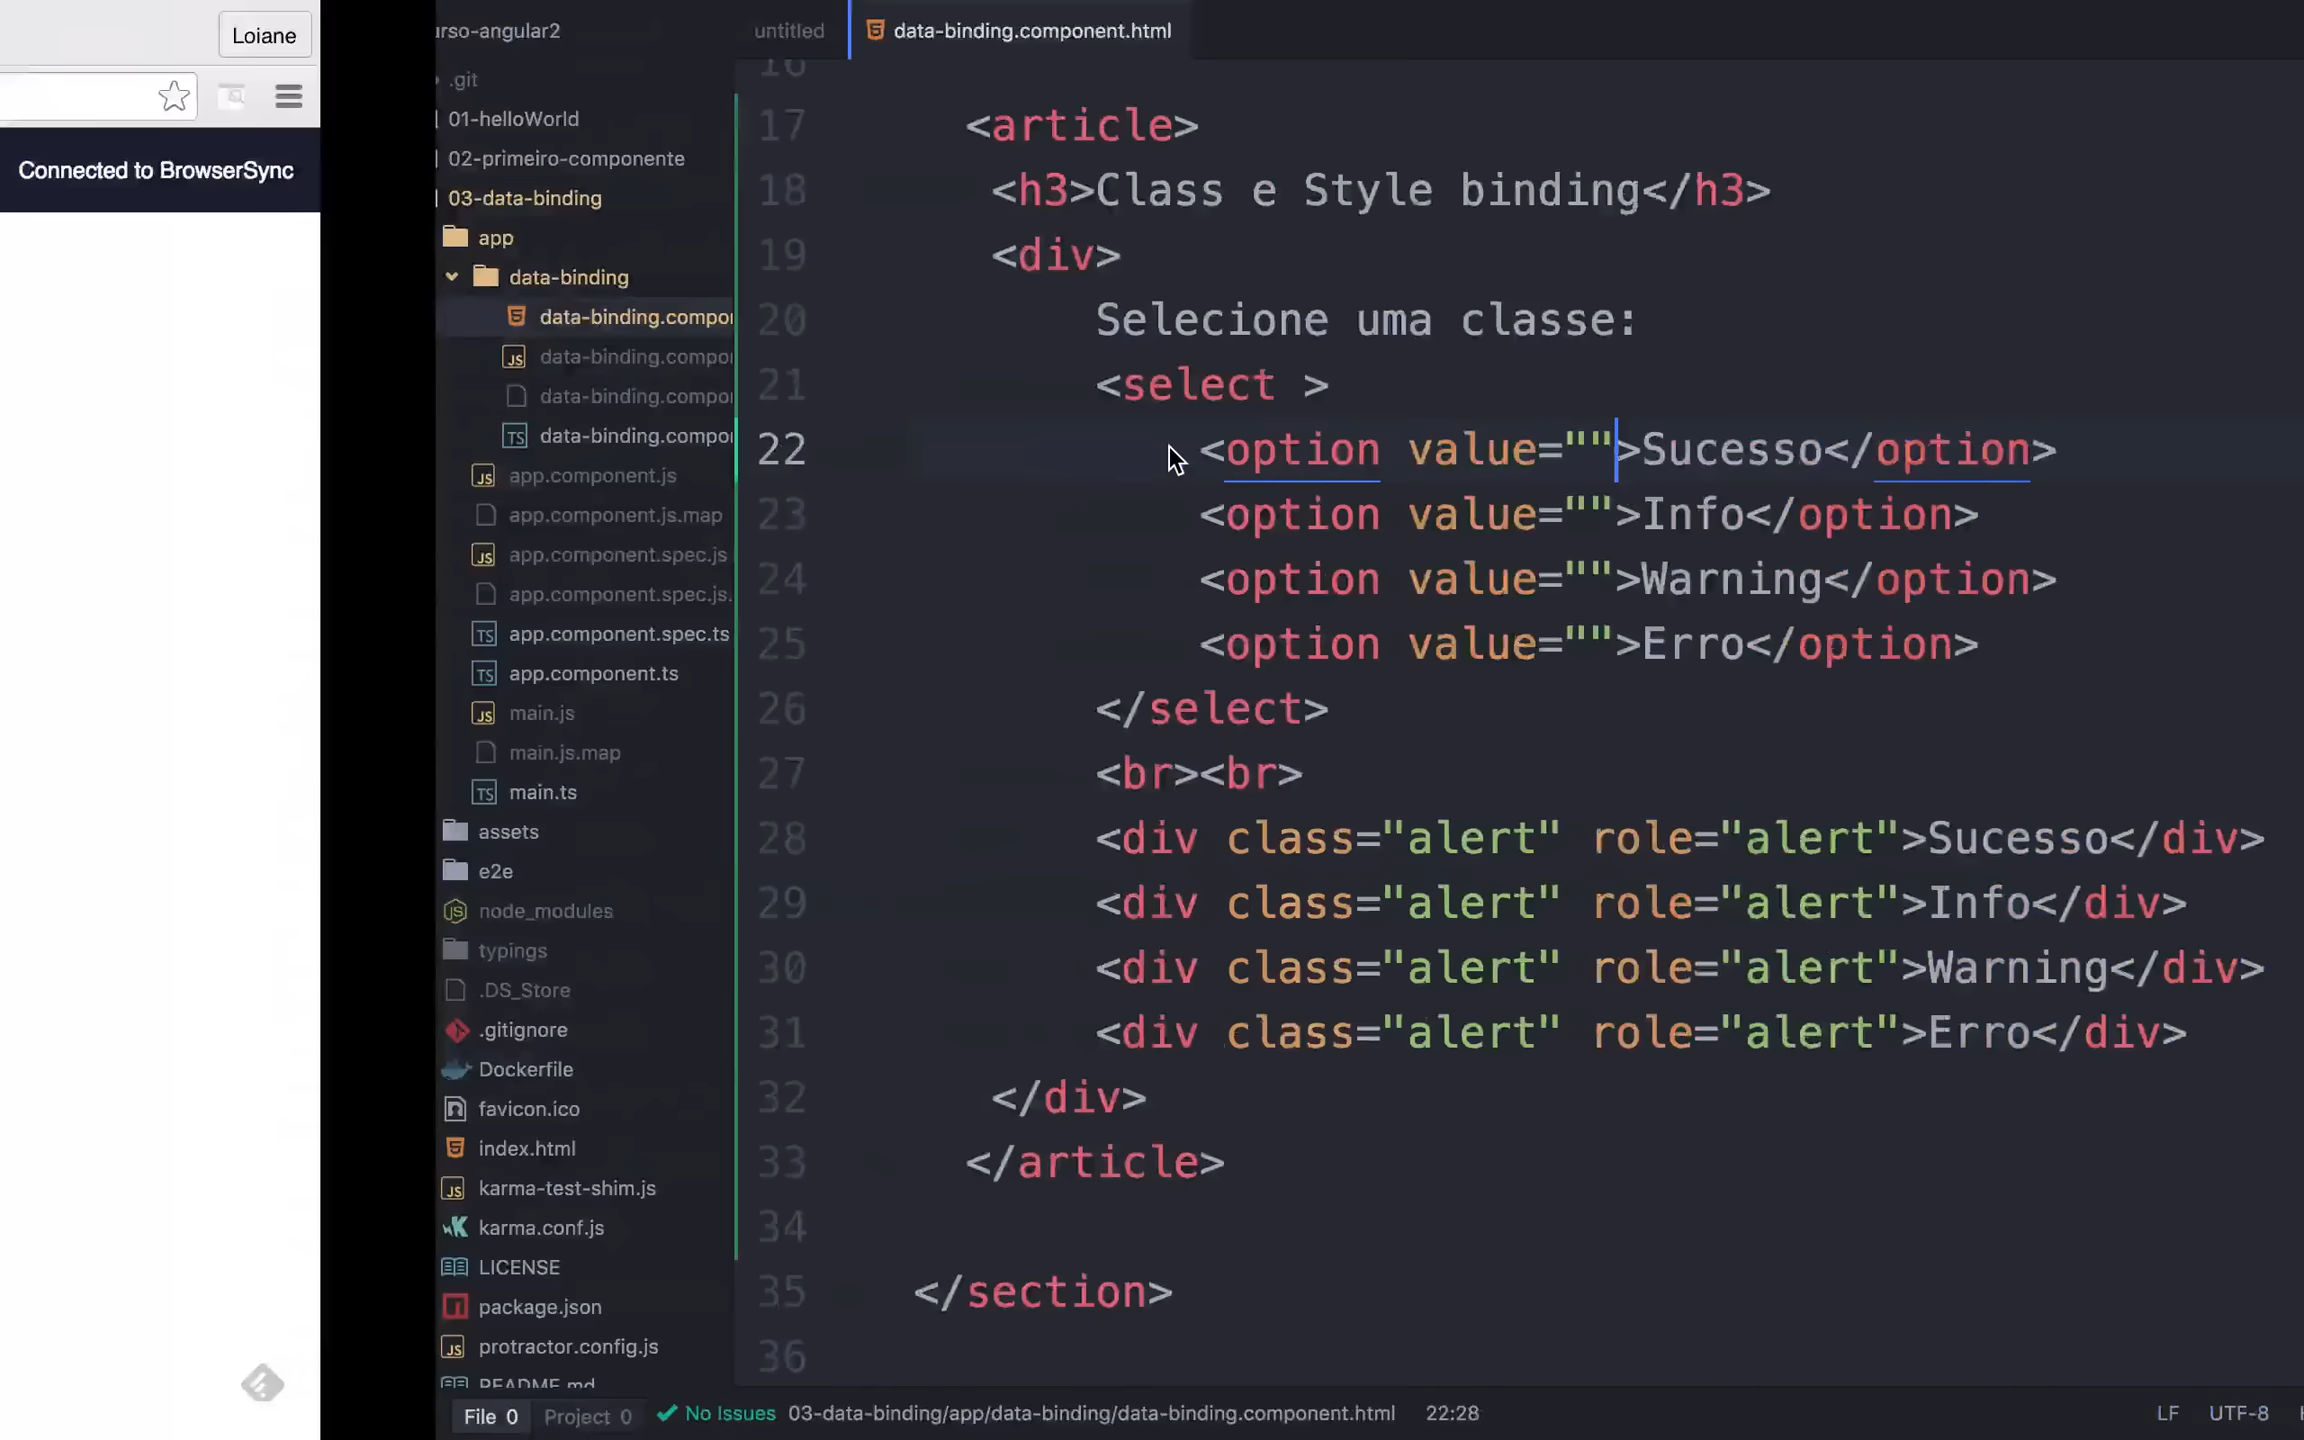 Loiane
Connected to BrowserSync
urso-angular2
.git
01-helloWorld
02-primeiro-componente
03-data-binding
app
data-binding
data-binding.compo
data-binding.compo
data-binding.compo
data-binding.compo
app.component.js
app.component.js.map
app.component.spec.js
app.component.spec.js.
app.component.spec.ts
app.component.ts
main.js
main.js.map
main.ts
assets
e2e
node_modules
typings
.DS_Store
.gitignore
Dockerfile
favicon.ico
index.html
karma-test-shim.js
karma.conf.js
LICENSE
package.json
protractor.config.js
README.md
untitled
data-binding.component.html
16
17 <article>
18 <h3>Class e Style binding</h3>
19 <div>
20 Selecione uma classe:
21 <select >
22 <option value="">Sucesso</option>
23 <option value="">Info</option>
24 <option value="">Warning</option>
25 <option value="">Erro</option>
26 </select>
27 <br><br>
28 <div class="alert" role="alert">Sucesso</div>
29 <div class="alert" role="alert">Info</div>
30 <div class="alert" role="alert">Warning</div>
31 <div class="alert" role="alert">Erro</div>
32 </div>
33 </article>
34
35 </section>
36
File 0 Project 0 No Issues 03-data-binding/app/data-binding/data-binding.component.html 22:28 LF UTF-8